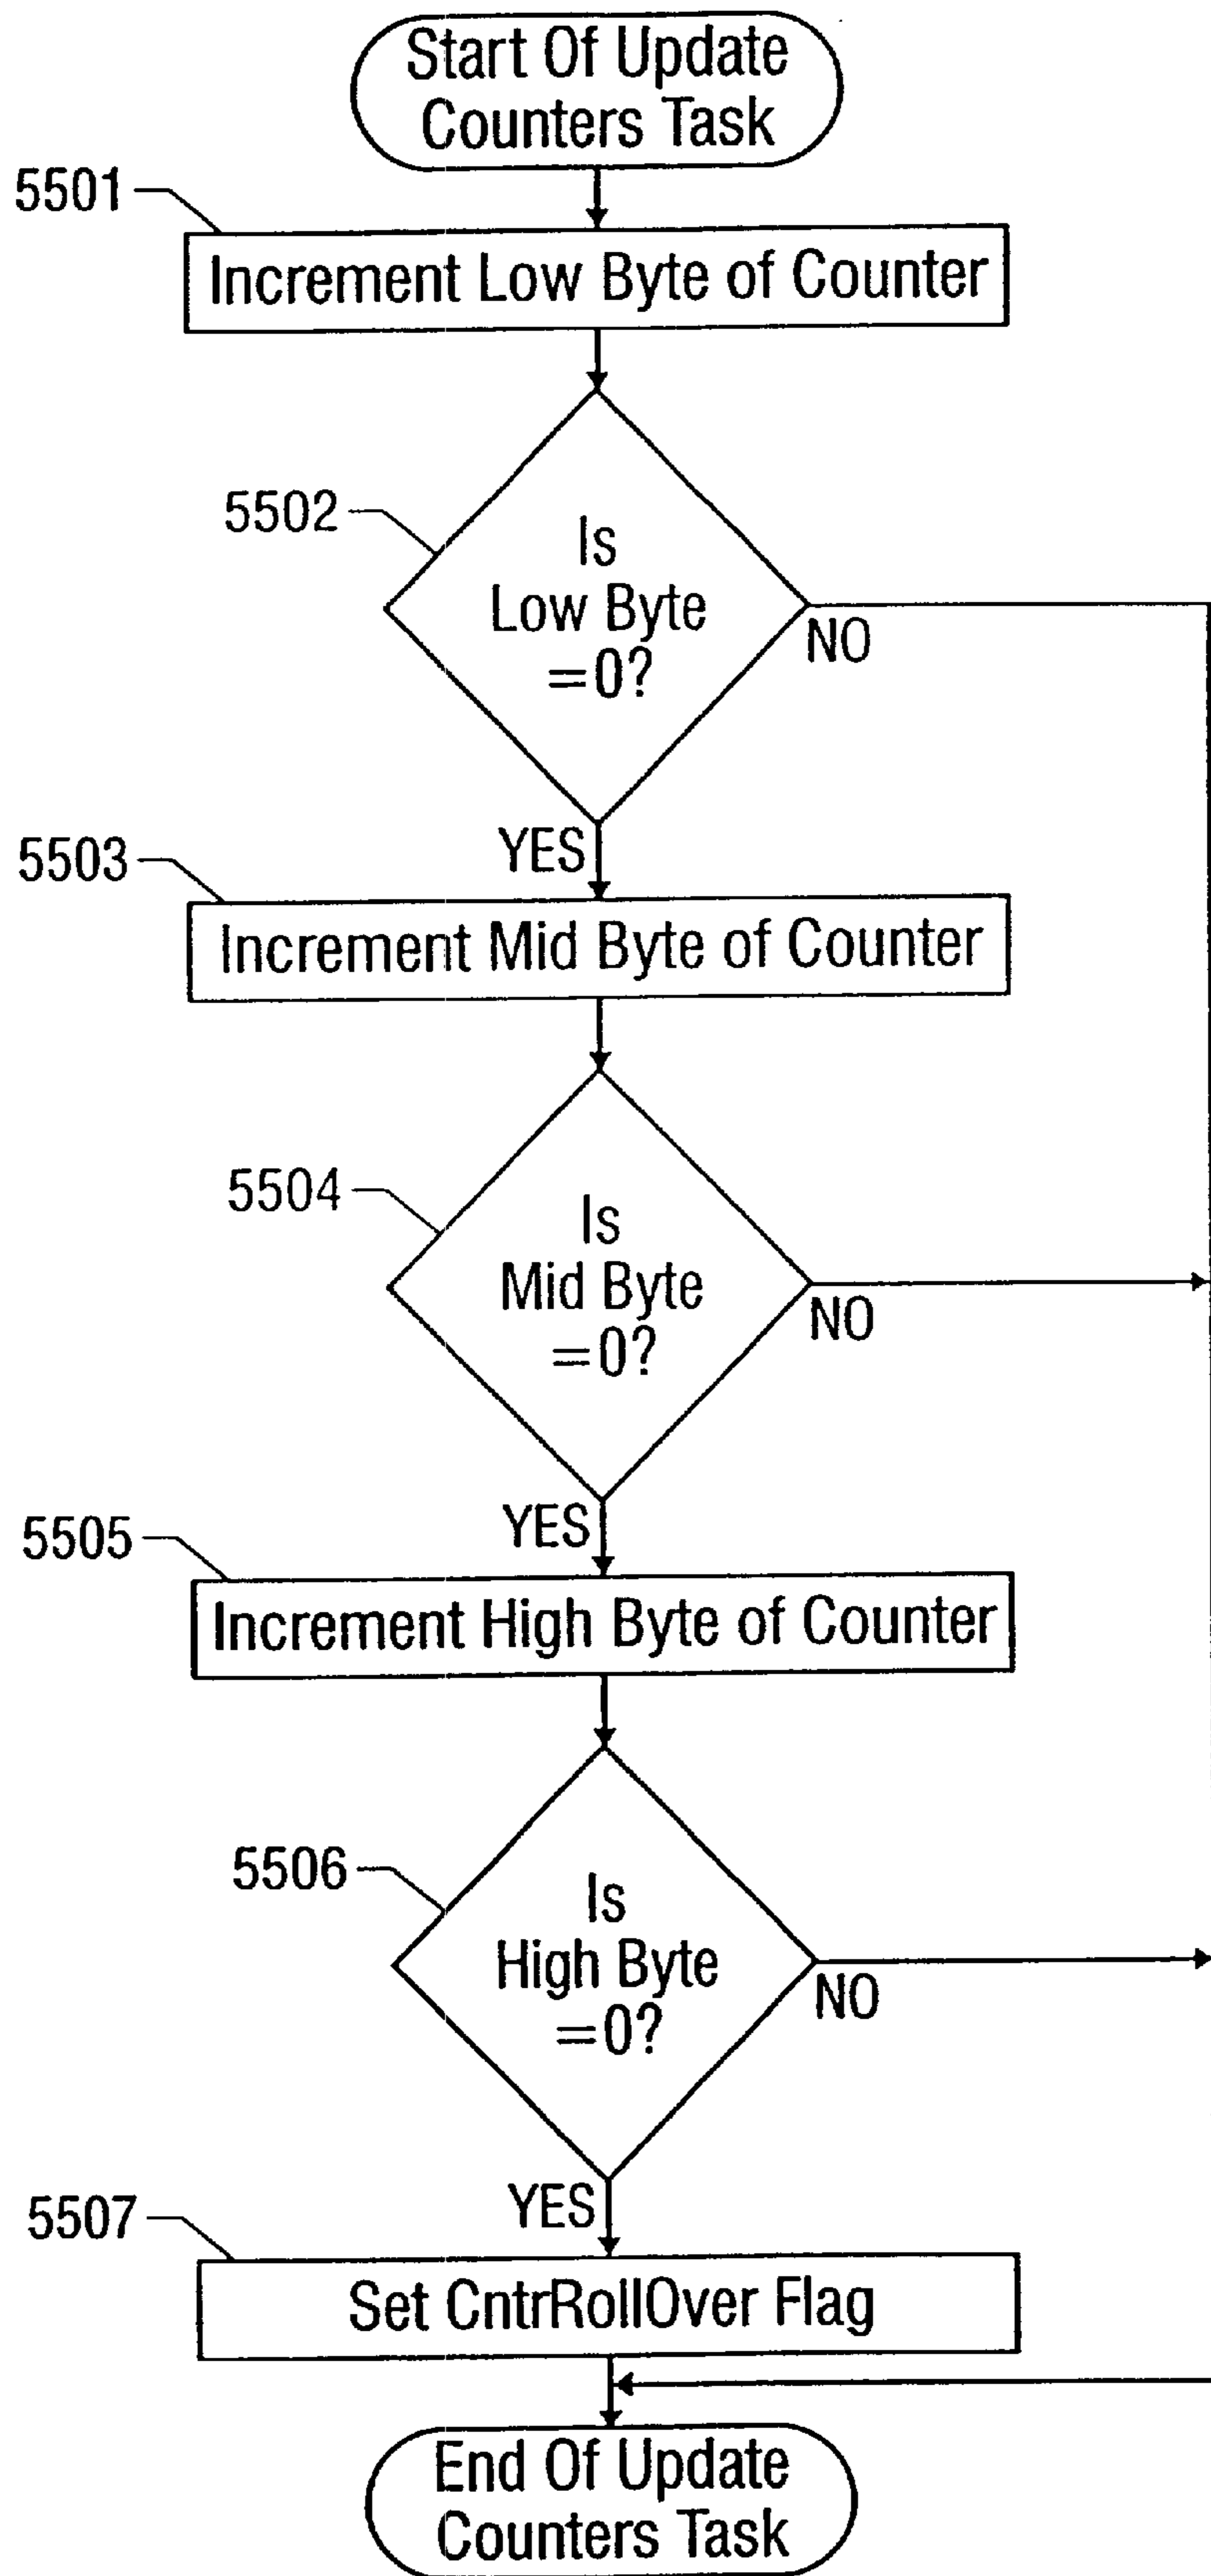 Start Of Update
Counters Task
5501
Increment Low Byte of Counter
5502
Is
Low Byte
=0?
NO
YES
5503
Increment Mid Byte of Counter
5504
Is
Mid Byte
=0?
NO
YES
5505
Increment High Byte of Counter
5506
Is
High Byte
=0?
NO
YES
5507
Set CntrRollOver Flag
End Of Update
Counters Task